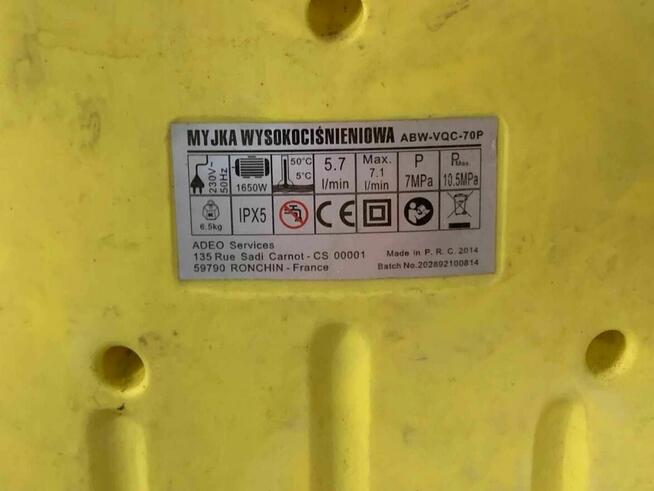 MYJKA WYSOKOCIŚNIENIOWA ABW-VQC-70P
230V~ 50Hz 1650W 50°C 5°C 5.7 l/min Max. 7.1 l/min P 7MPa PMax. 10.5MPa
6,5kg IPX5 CE
ADEO Services
135 Rue Sadi Carnot - CS 00001 Made in P. R. C. 2014
59790 RONCHIN - France Batch No.202892100814